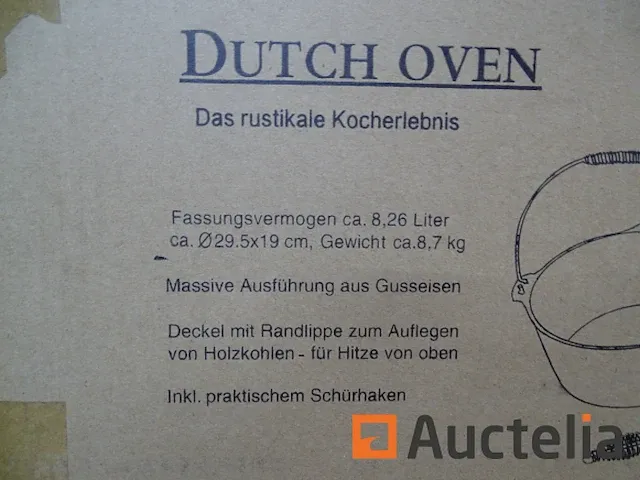 DUTCH OVEN
Das rustikale Kocherlebnis
Fassungsvermogen ca. 8,26 Liter
ca. Ø29.5x19 cm, Gewicht ca.8,7 kg
Massive Ausführung aus Gusseisen
Deckel mit Randlippe zum Auflegen
von Holzkohlen - für Hitze von oben
Inkl. praktischem Schürhaken
Auctelia